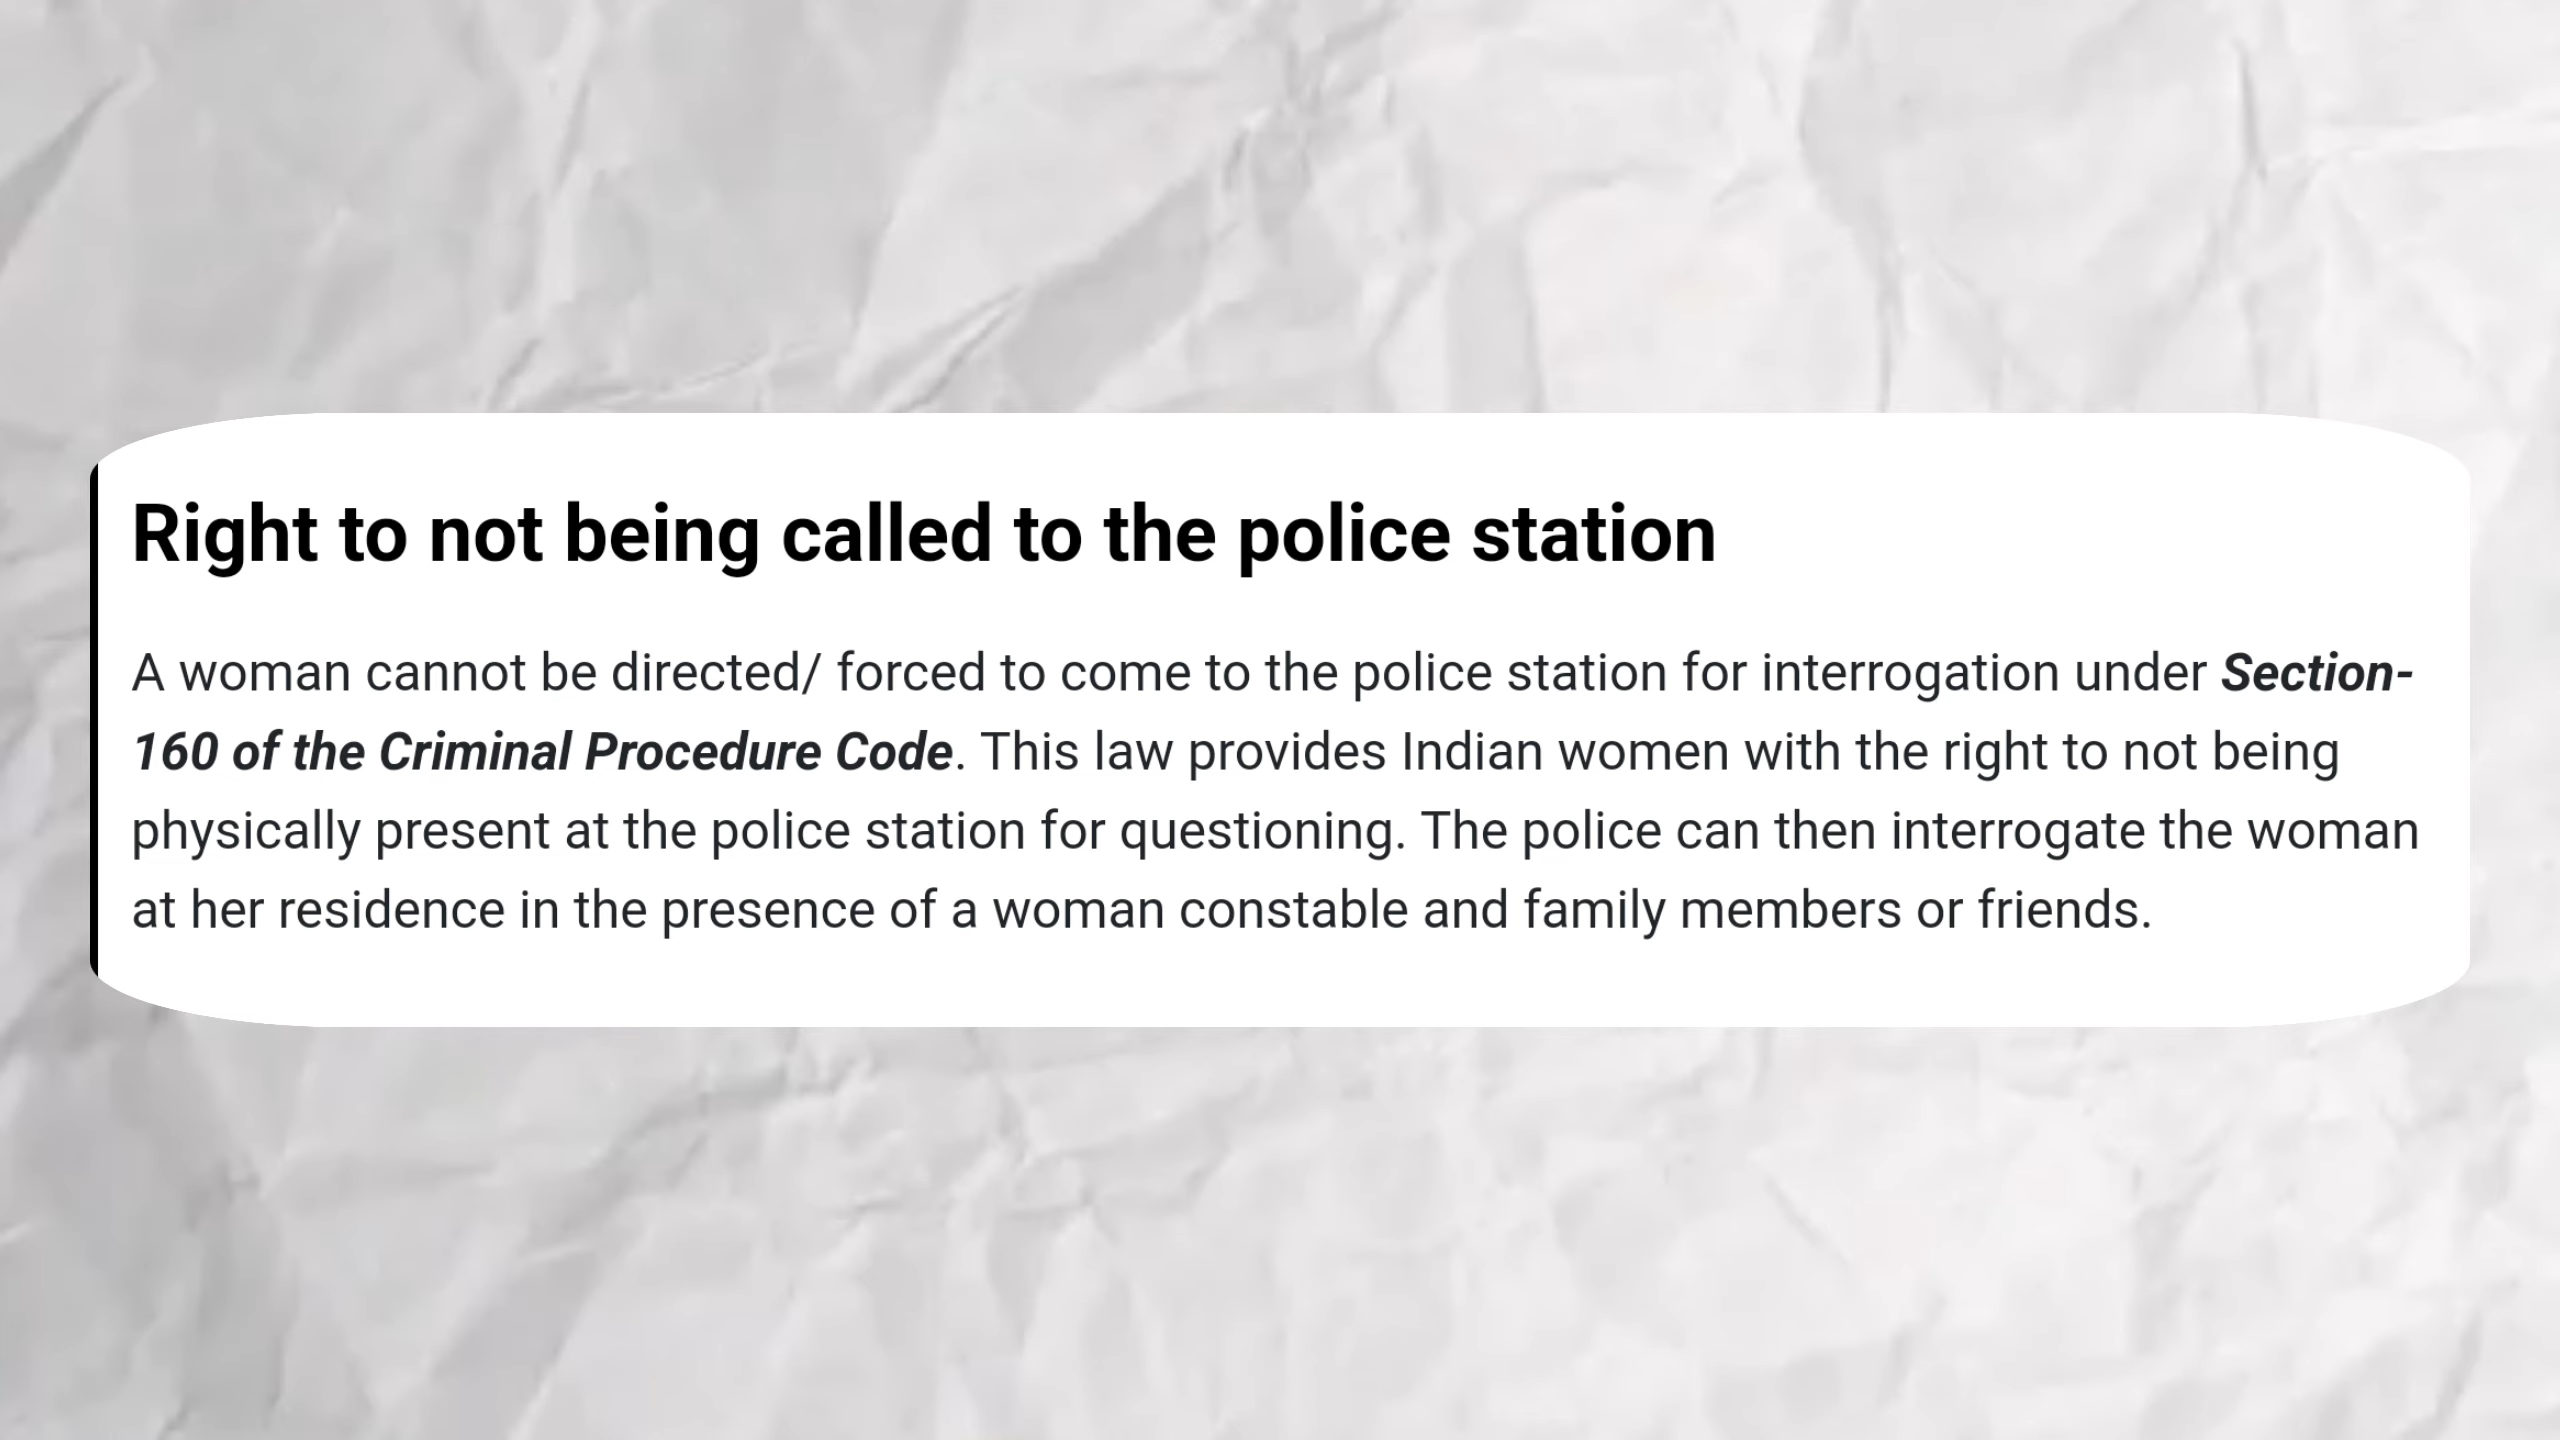 Right to not being called to the police station
A woman cannot be directed/ forced to come to the police station for interrogation under Section-
160 of the Criminal Procedure Code. This law provides Indian women with the right to not being
physically present at the police station for questioning. The police can then interrogate the woman
at her residence in the presence of a woman constable and family members or friends.